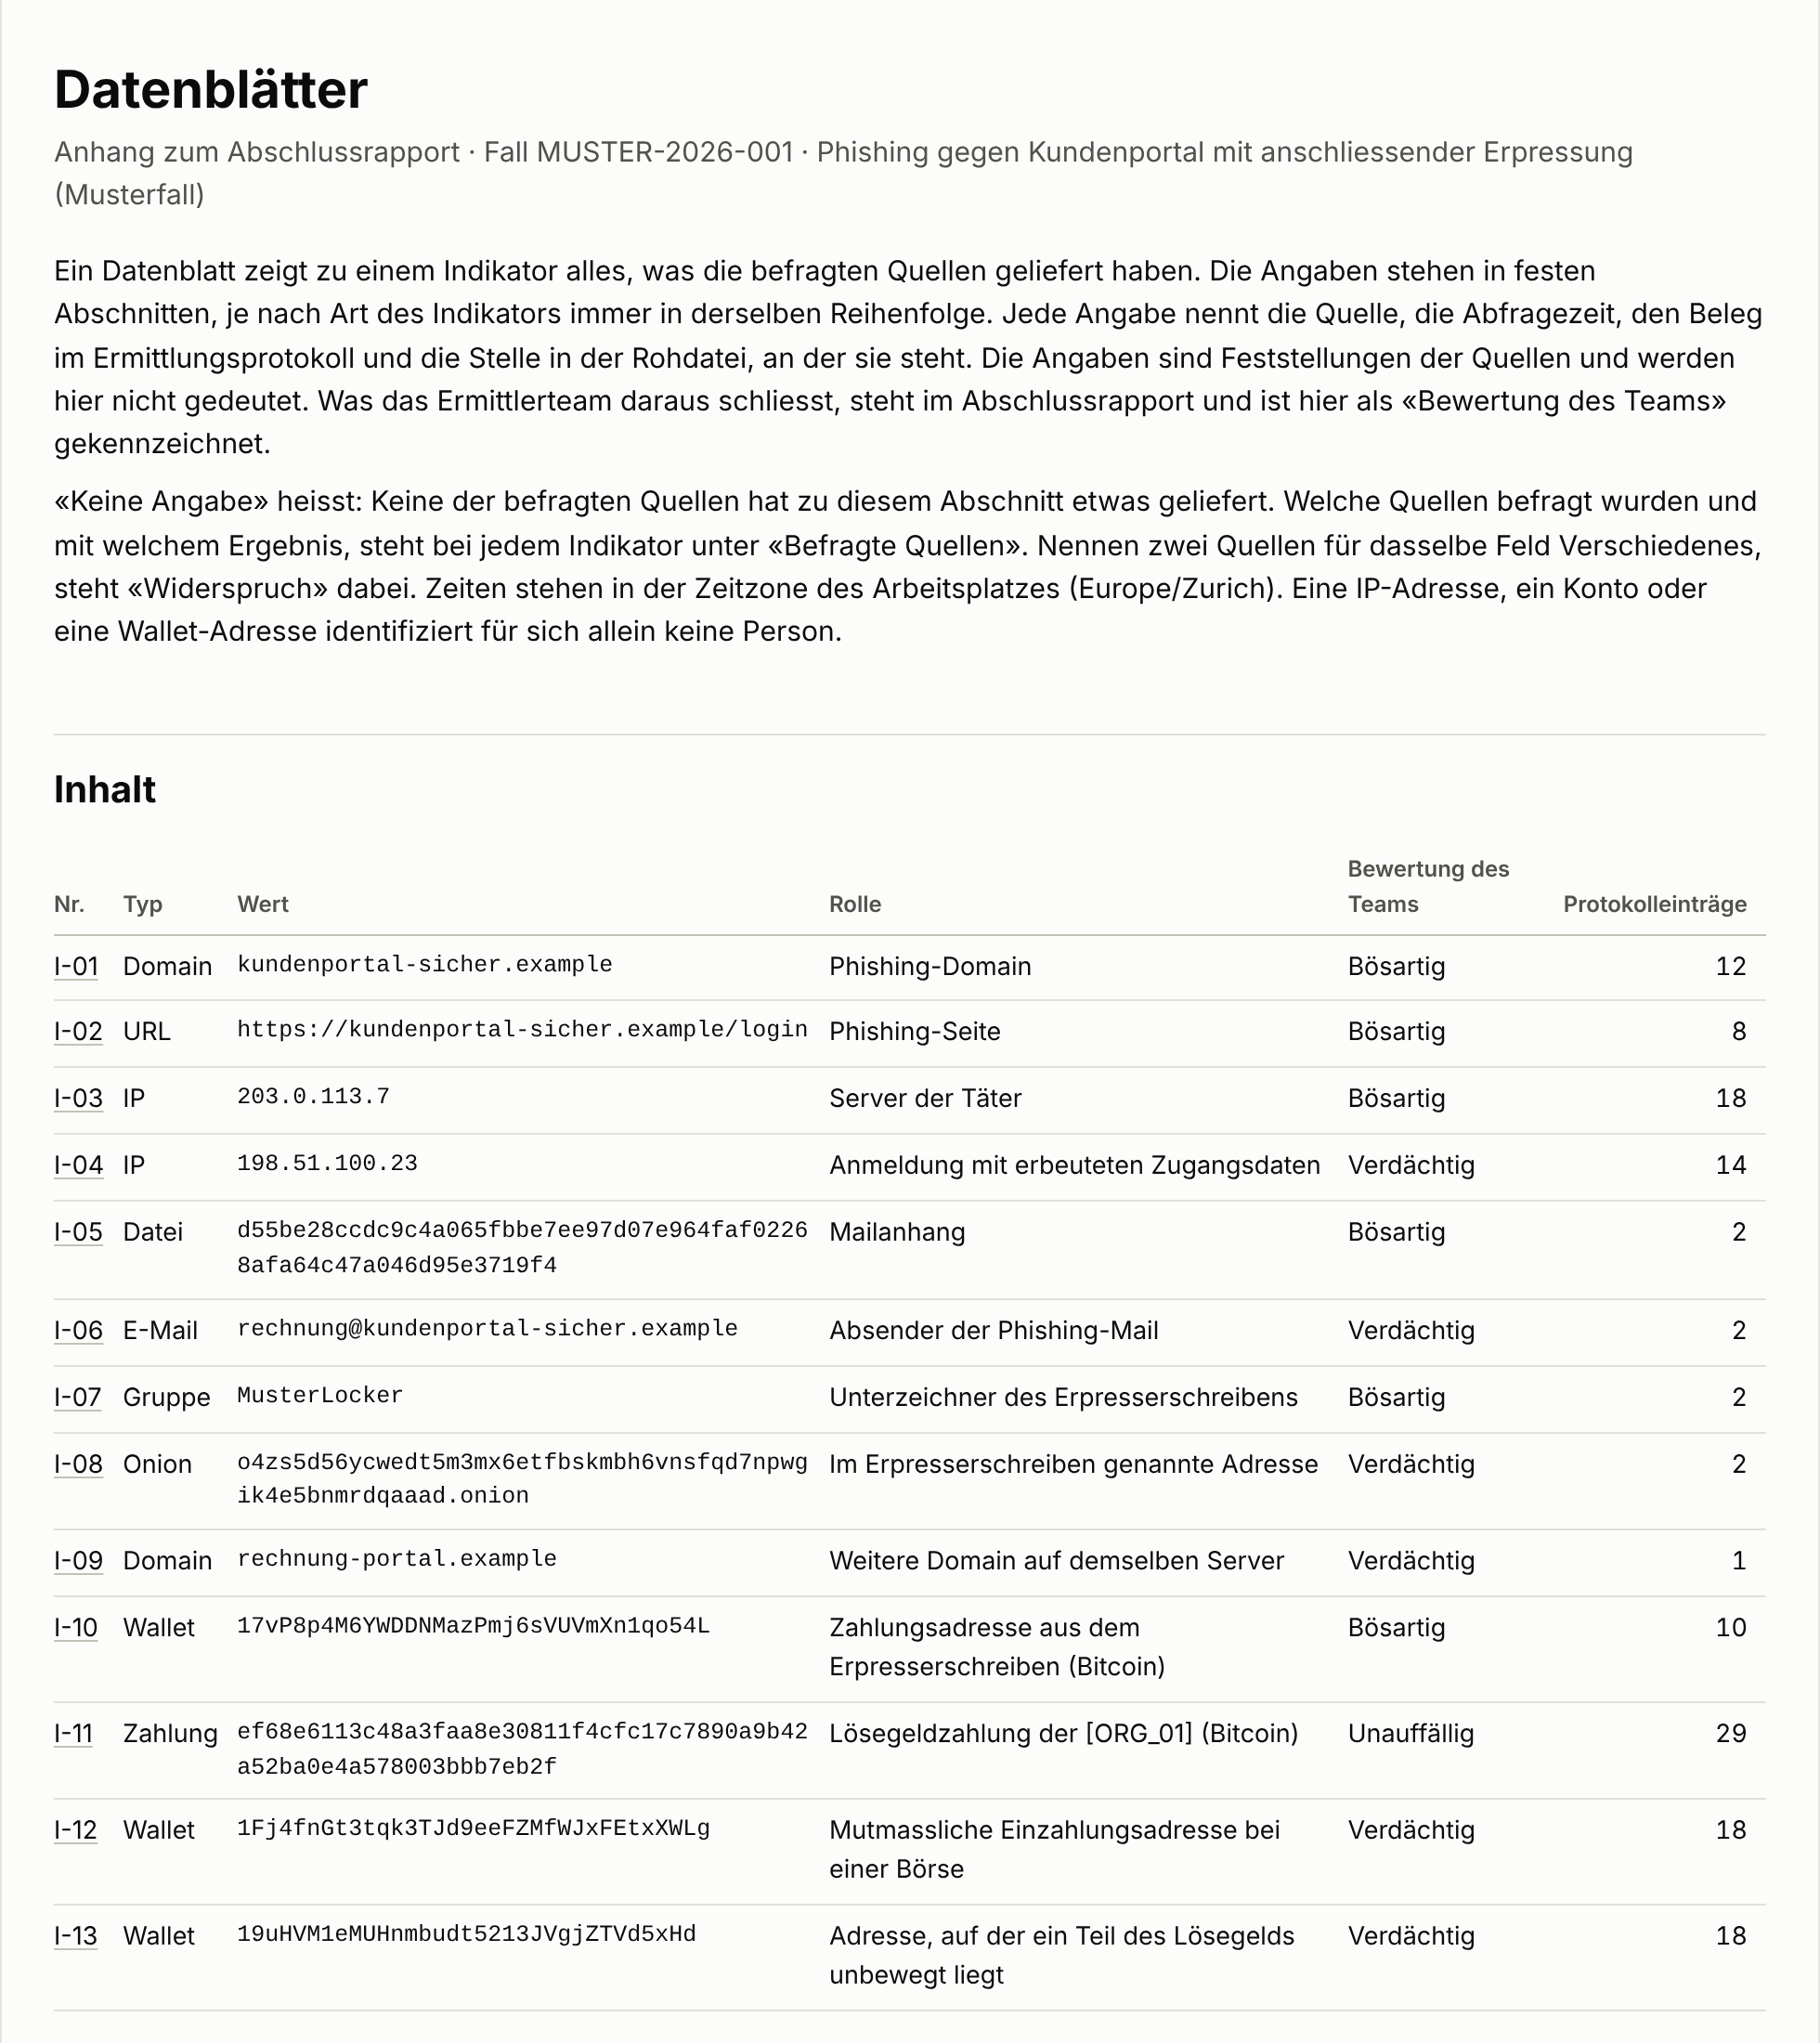 Datenblätter
Anhang zum Abschlussrapport · Fall MUSTER-2026-001 · Phishing gegen Kundenportal mit anschliessender Erpressung
(Musterfall)
Ein Datenblatt zeigt zu einem Indikator alles, was die befragten Quellen geliefert haben. Die Angaben stehen in festen
Abschnitten, je nach Art des Indikators immer in derselben Reihenfolge. Jede Angabe nennt die Quelle, die Abfragezeit, den Beleg
im Ermittlungsprotokoll und die Stelle in der Rohdatei, an der sie steht. Die Angaben sind Feststellungen der Quellen und werden
hier nicht gedeutet. Was das Ermittlerteam daraus schliesst, steht im Abschlussrapport und ist hier als «Bewertung des Teams»
gekennzeichnet.
«Keine Angabe» heisst: Keine der befragten Quellen hat zu diesem Abschnitt etwas geliefert. Welche Quellen befragt wurden und
mit welchem Ergebnis, steht bei jedem Indikator unter «Befragte Quellen». Nennen zwei Quellen für dasselbe Feld Verschiedenes,
steht «Widerspruch» dabei. Zeiten stehen in der Zeitzone des Arbeitsplatzes (Europe/Zurich). Eine IP-Adresse, ein Konto oder
eine Wallet-Adresse identifiziert für sich allein keine Person.
Inhalt
Bewertung des
Nr. Typ Wert Rolle Teams Protokolleinträge
I-01 Domain kundenportal-sicher.example Phishing-Domain Bösartig 12
I-02 URL https://kundenportal-sicher.example/login Phishing-Seite Bösartig 8
I-03 IP 203.0.113.7 Server der Täter Bösartig 18
I-04 IP 198.51.100.23 Anmeldung mit erbeuteten Zugangsdaten Verdächtig 14
I-05 Datei d55be28ccdc9c4a065fbbe7ee97d07e964faf0226 Mailanhang Bösartig 2
8afa64c47a046d95e3719f4
I-06 E-Mail rechnung@kundenportal-sicher.example Absender der Phishing-Mail Verdächtig 2
I-07 Gruppe MusterLocker Unterzeichner des Erpresserschreibens Bösartig 2
I-08 Onion o4zs5d56ycwedt5m3mx6etfbskmbh6vnsfqd7npwg Im Erpresserschreiben genannte Adresse Verdächtig 2
ik4e5bnmrdqaaad.onion
I-09 Domain rechnung-portal.example Weitere Domain auf demselben Server Verdächtig 1
I-10 Wallet 17vP8p4M6YWDDNMazPmj6sVUVmXn1qo54L Zahlungsadresse aus dem Bösartig 10
Erpresserschreiben (Bitcoin)
I-11 Zahlung ef68e6113c48a3faa8e30811f4cfc17c7890a9b42 Lösegeldzahlung der [ORG_01] (Bitcoin) Unauffällig 29
a52ba0e4a578003bbb7eb2f
I-12 Wallet 1Fj4fnGt3tqk3TJd9eeFZMfWJxFEtxXWLg Mutmassliche Einzahlungsadresse bei Verdächtig 18
einer Börse
I-13 Wallet 19uHVM1eMUHnmbudt5213JVgjZTVd5xHd Adresse, auf der ein Teil des Lösegelds Verdächtig 18
unbewegt liegt